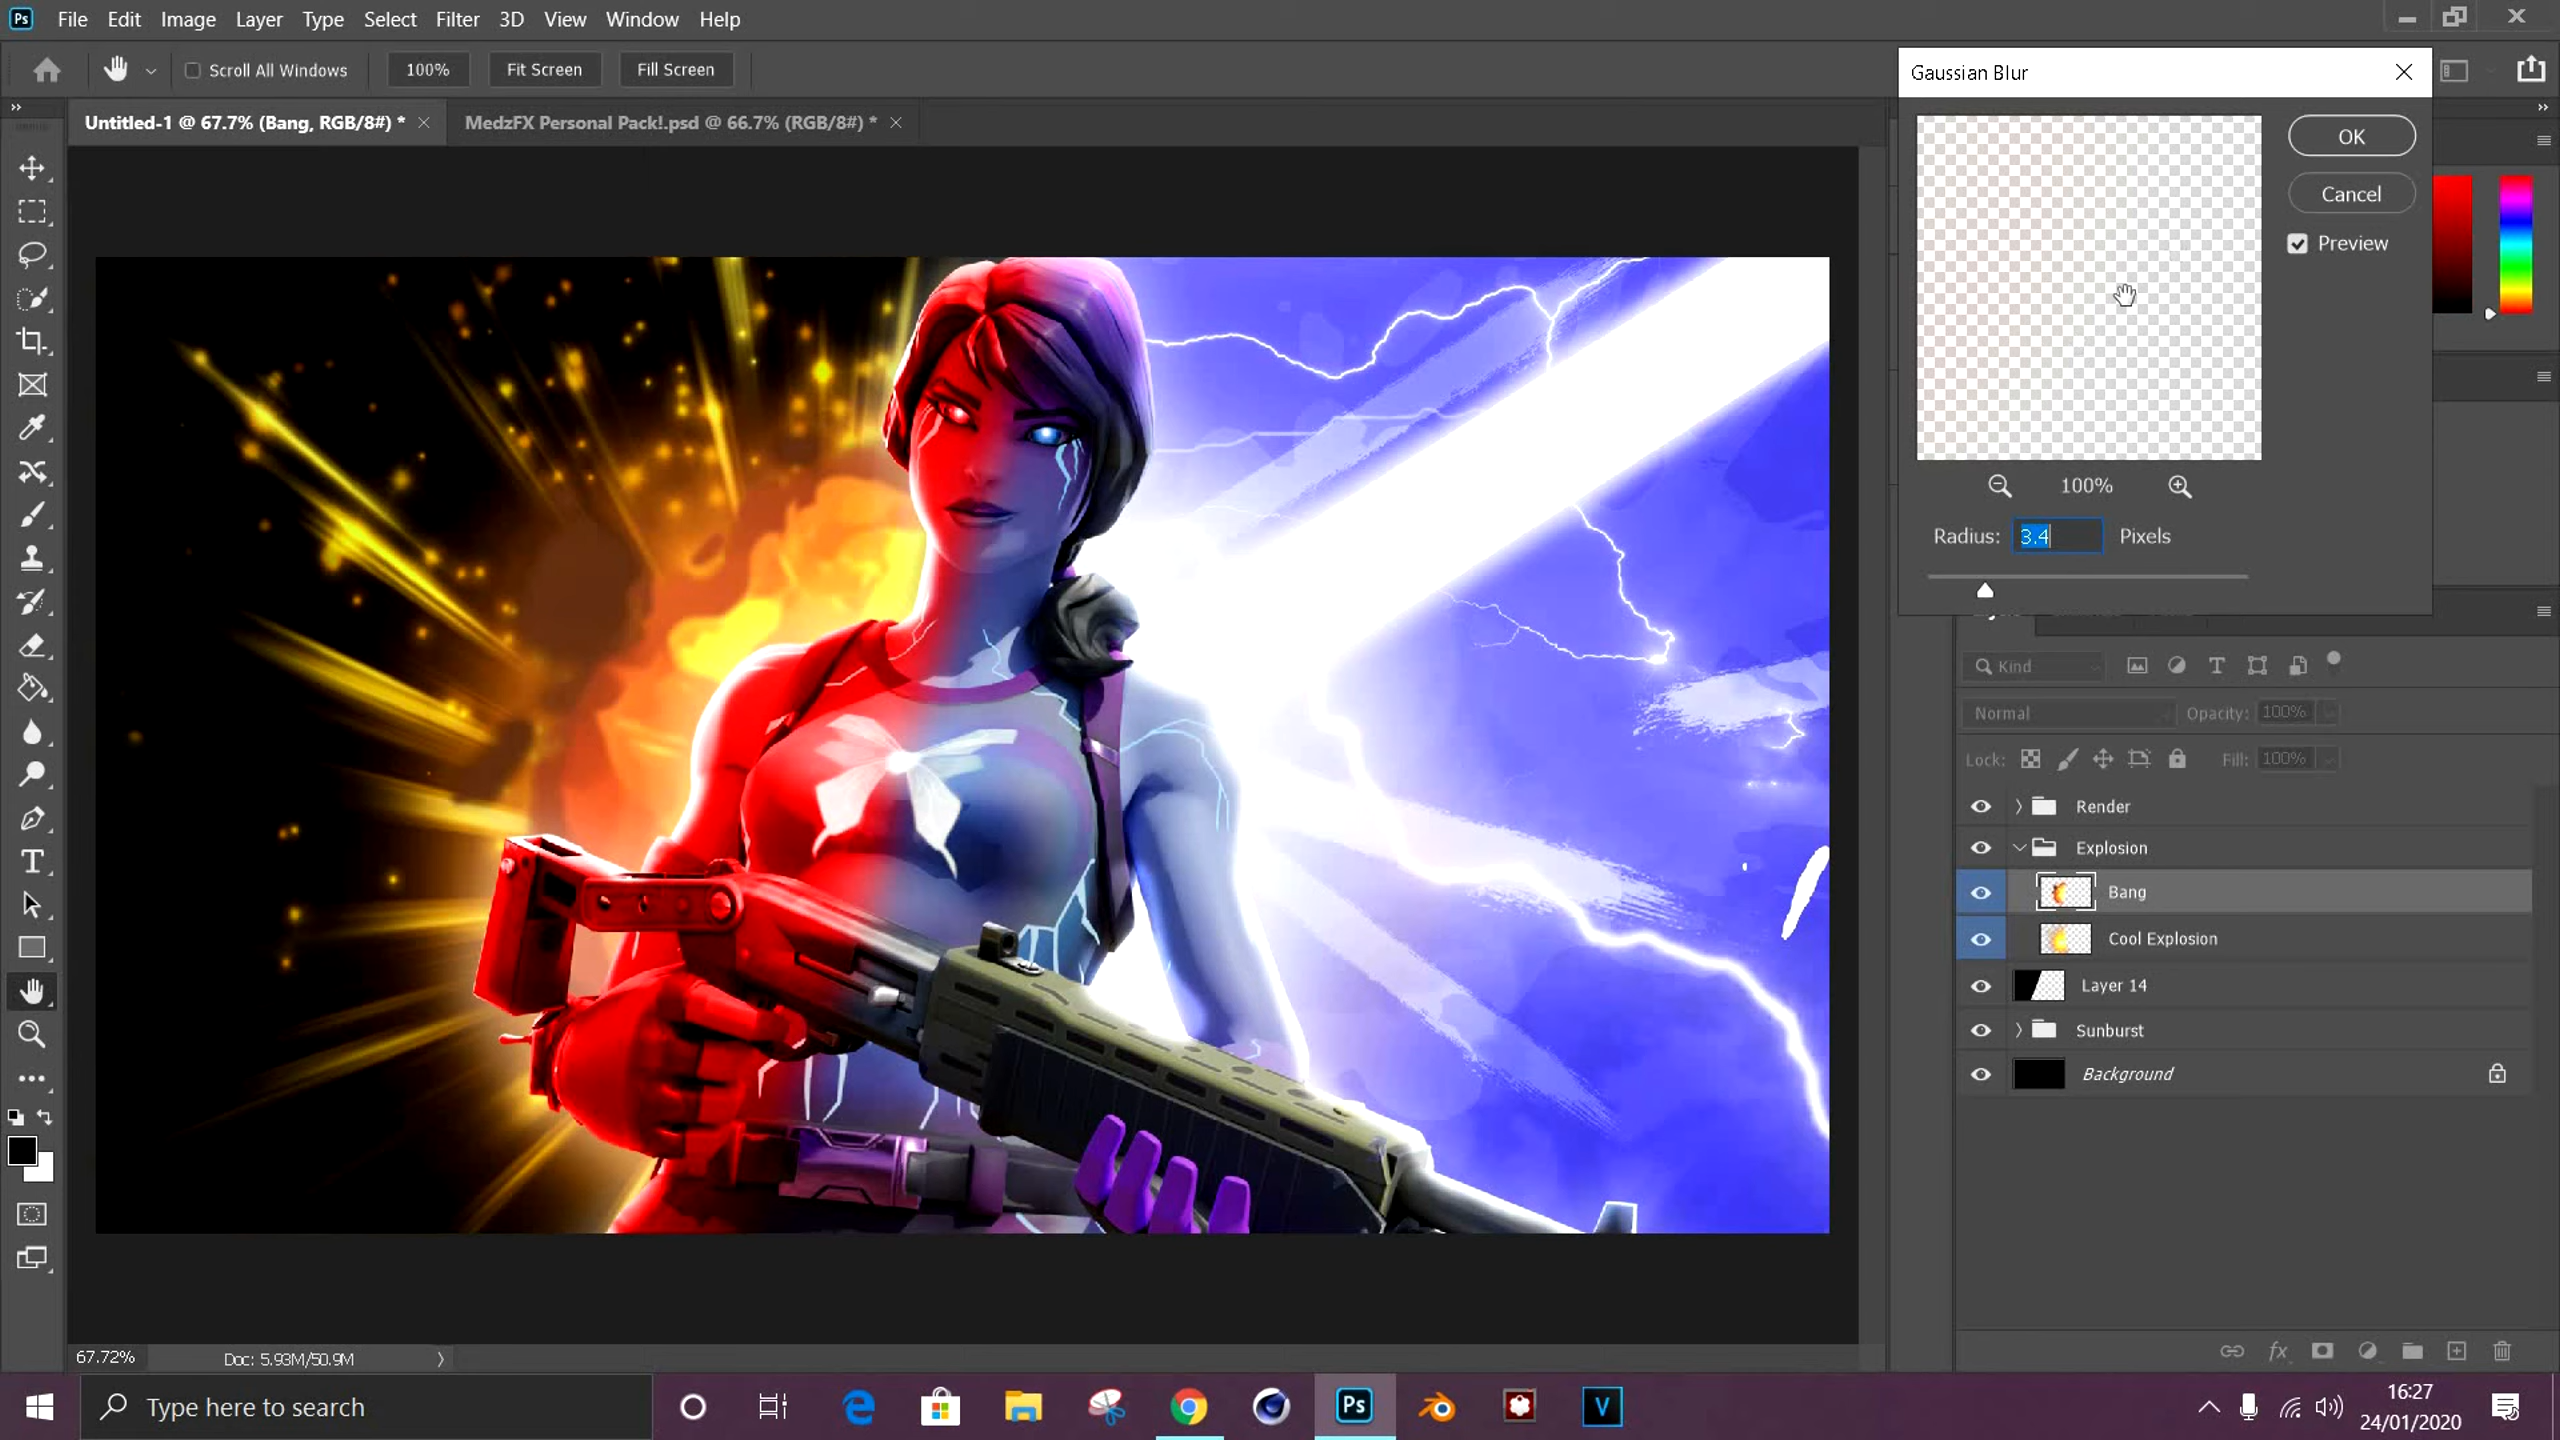 Ps File Edit Image Layer Type Select Filter 3D View Window Help
Scroll All Windows 100% Fit Screen Fill Screen
Untitled-1 @ 67.7% (Bang, RGB/8#) *
MedzFX Personal Pack!.psd @ 66.7% (RGB/8#) *
Gaussian Blur
OK
Cancel
Preview
100%
Radius: 3.4 Pixels
Kind
Normal Opacity: 100%
Lock: Fill: 100%
Render
Explosion
Bang
Cool Explosion
Layer 14
Sunburst
Background
fx
67.72% Doc: 5.93M/50.9M
Type here to search
Ps
V
16:27
24/01/2020